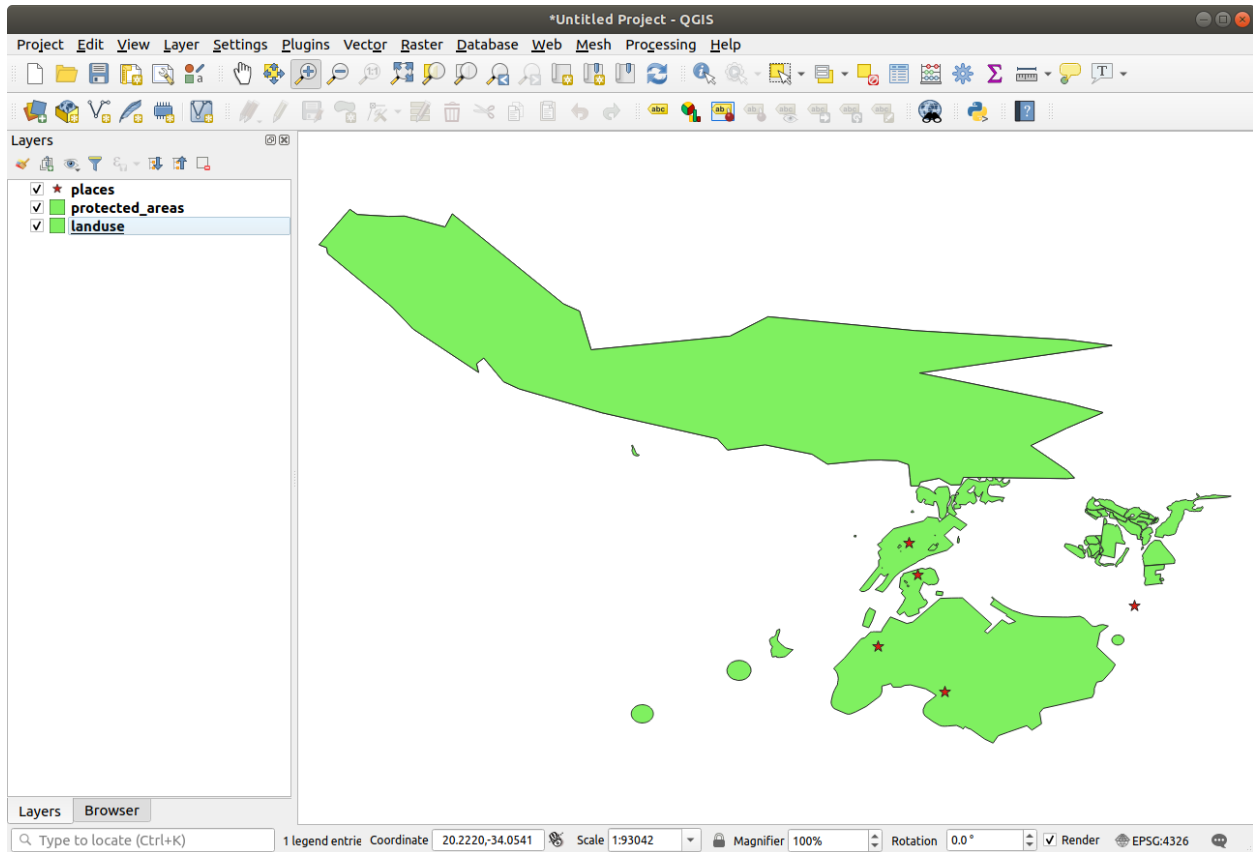 *Untitled Project - QGIS
Project Edit View Layer Settings Plugins Vector Raster Database Web Mesh Processing Help
Layers
places
protected_areas
landuse
Layers Browser
Type to locate (Ctrl+K) 1 legend entrie Coordinate 20.2220,-34.0541 Scale 1:93042 Magnifier 100% Rotation 0.0° Render EPSG:4326